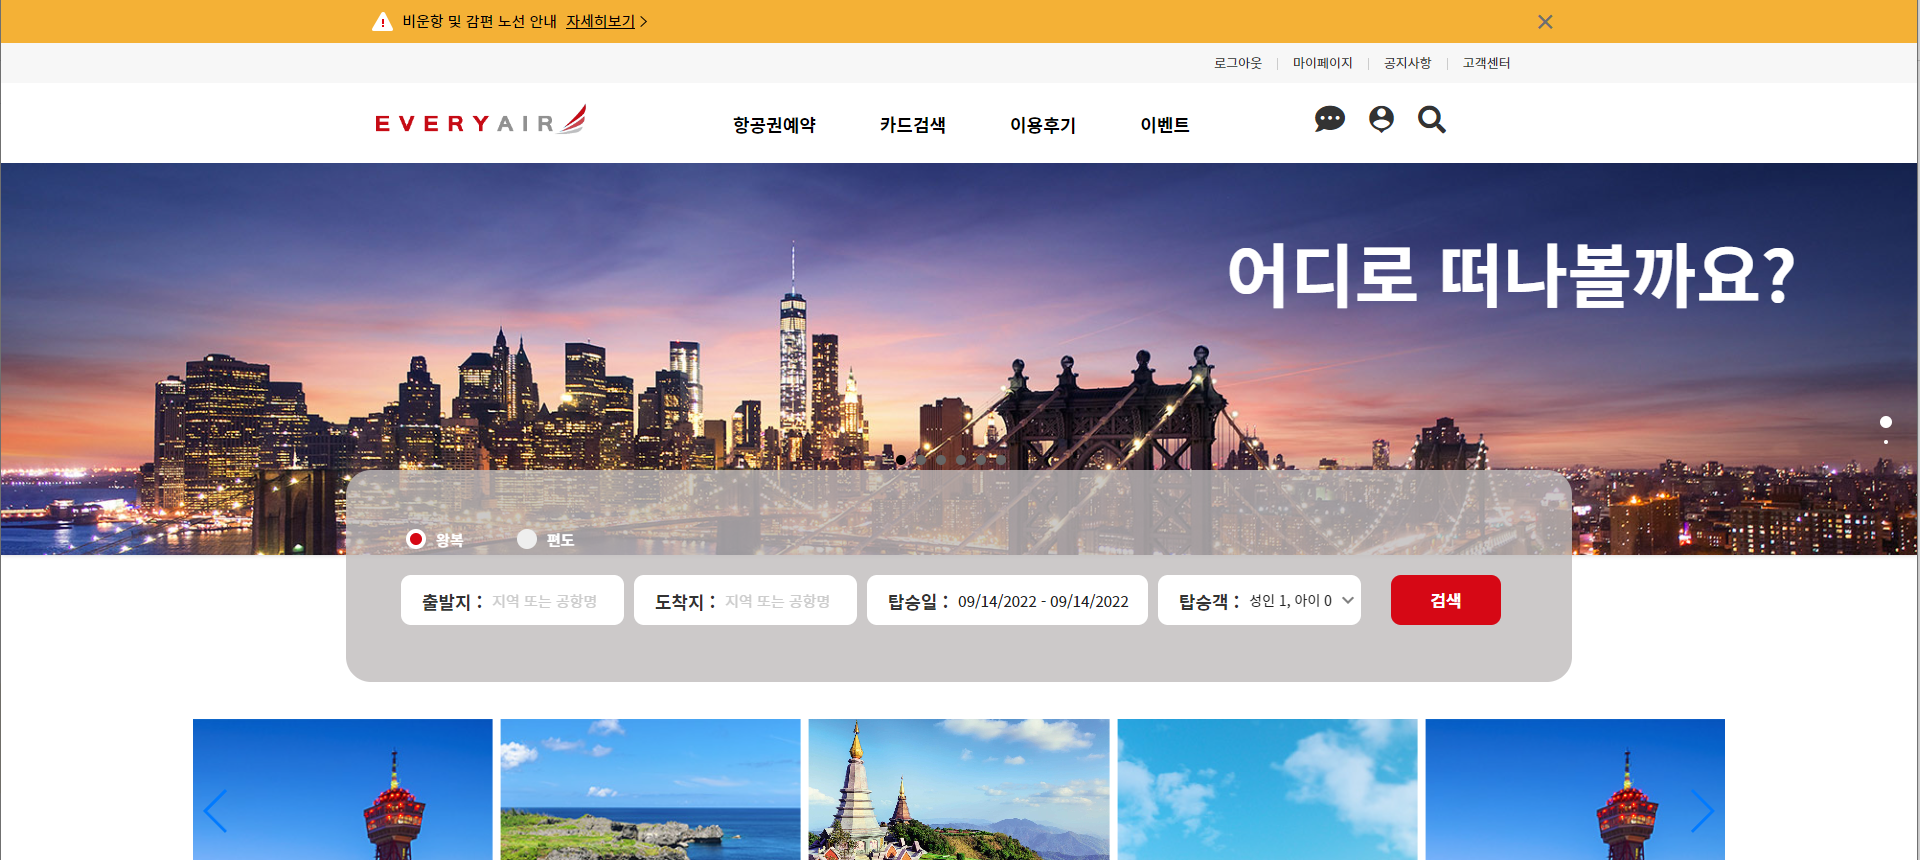 비운항 및 감편 노선 안내 자세히보기 >
로그아웃 | 마이페이지 | 공지사항 | 고객센터
EVERYAIR 항공권예약 카드검색 이용후기 이벤트
어디로 떠나볼까요?
왕복 편도
출발지 : 지역 또는 공항명 도착지 : 지역 또는 공항명 탑승일 : 09/14/2022 - 09/14/2022 탑승객 : 성인 1, 아이 0 검색